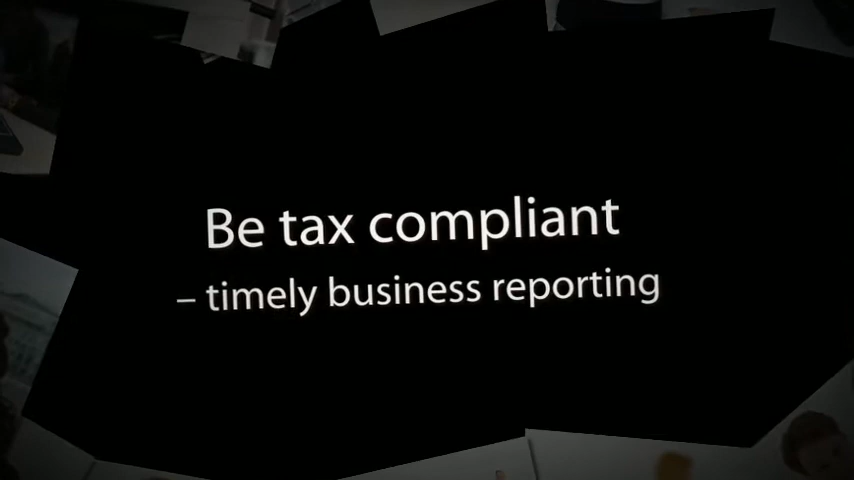 Be tax compliant
– timely business reporting